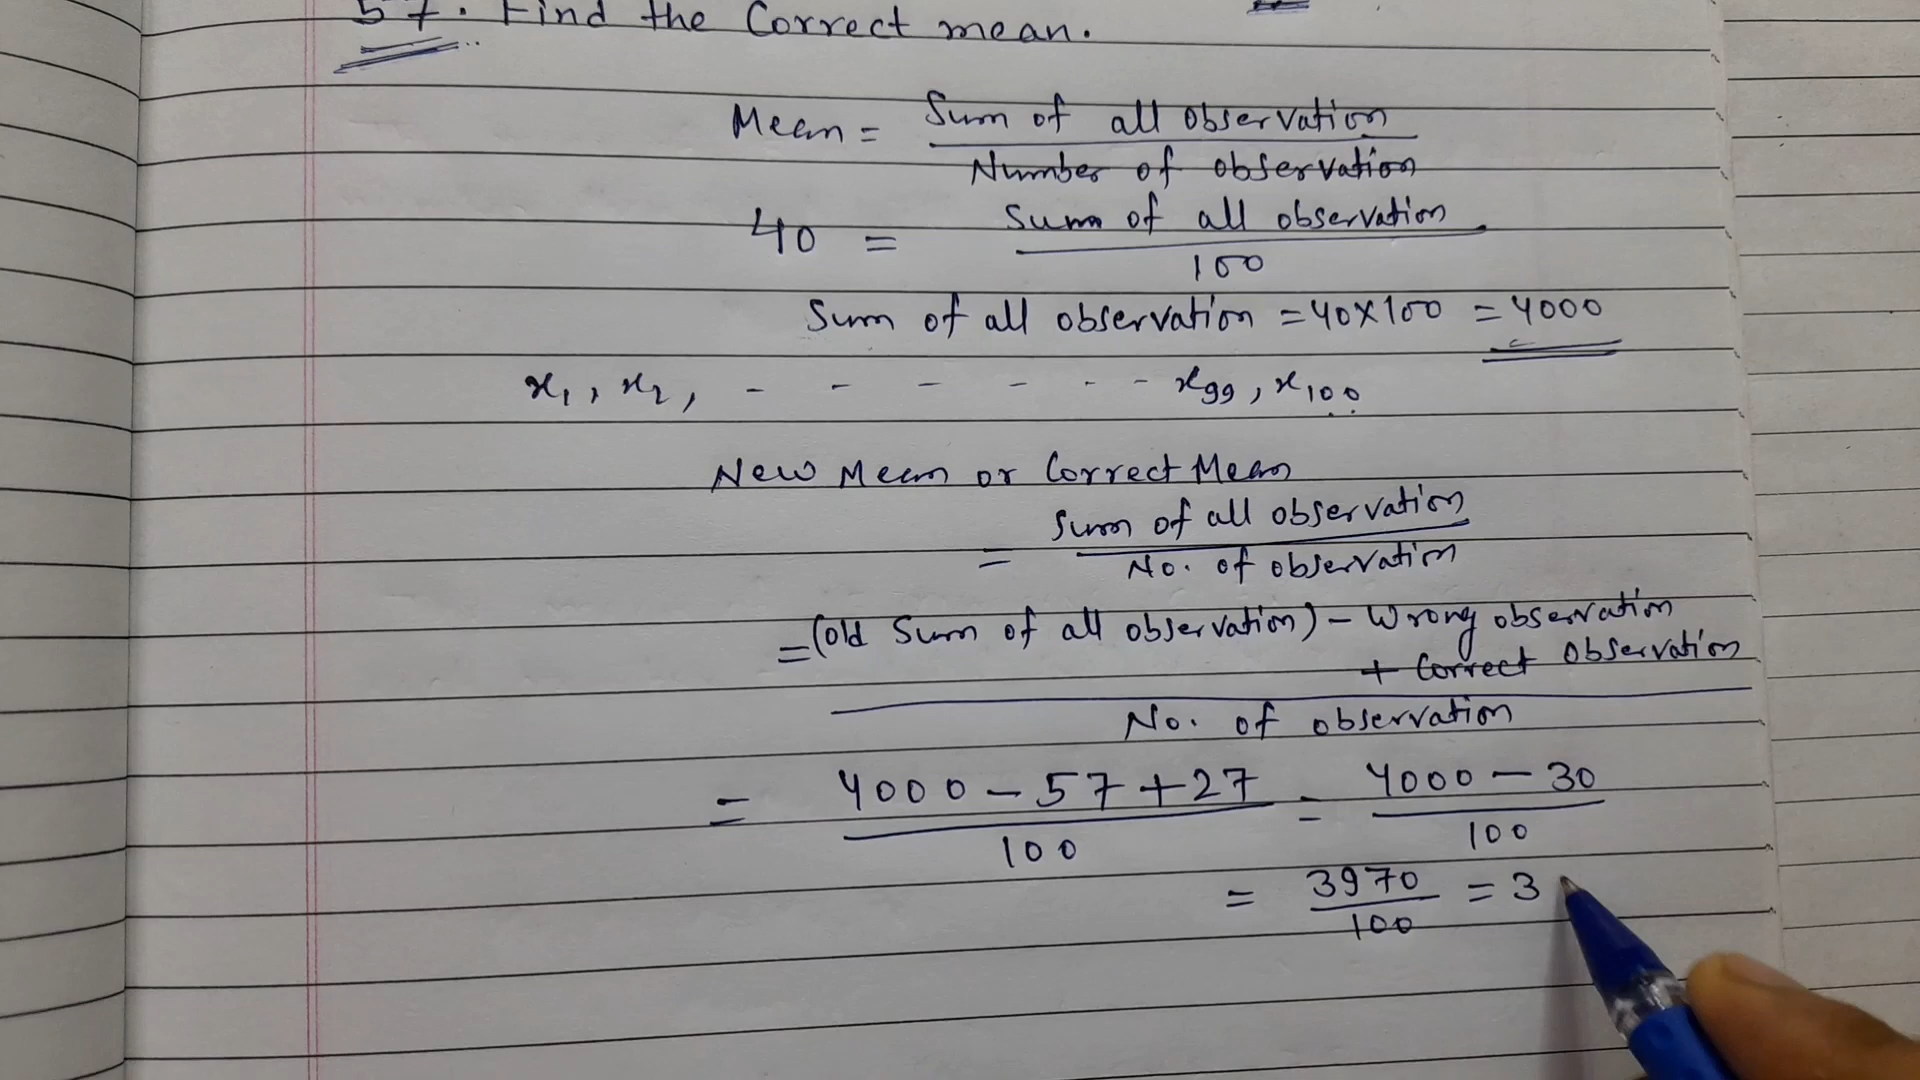 57. Find the Correct mean.
Mean = Sum of all observation
Number of observation
40 = Sum of all observation
100
Sum of all observation = 40×100 = 4000
x₁, x₂, - - - - - - x₉₉, x₁₀₀
New Mean or Correct Mean
= Sum of all observation
No. of observation
= (old Sum of all observation) - Wrong observation
+ Correct observation
No. of observation
= 4000 - 57 + 27 = 4000 - 30
100 100
= 3970 = 3
100